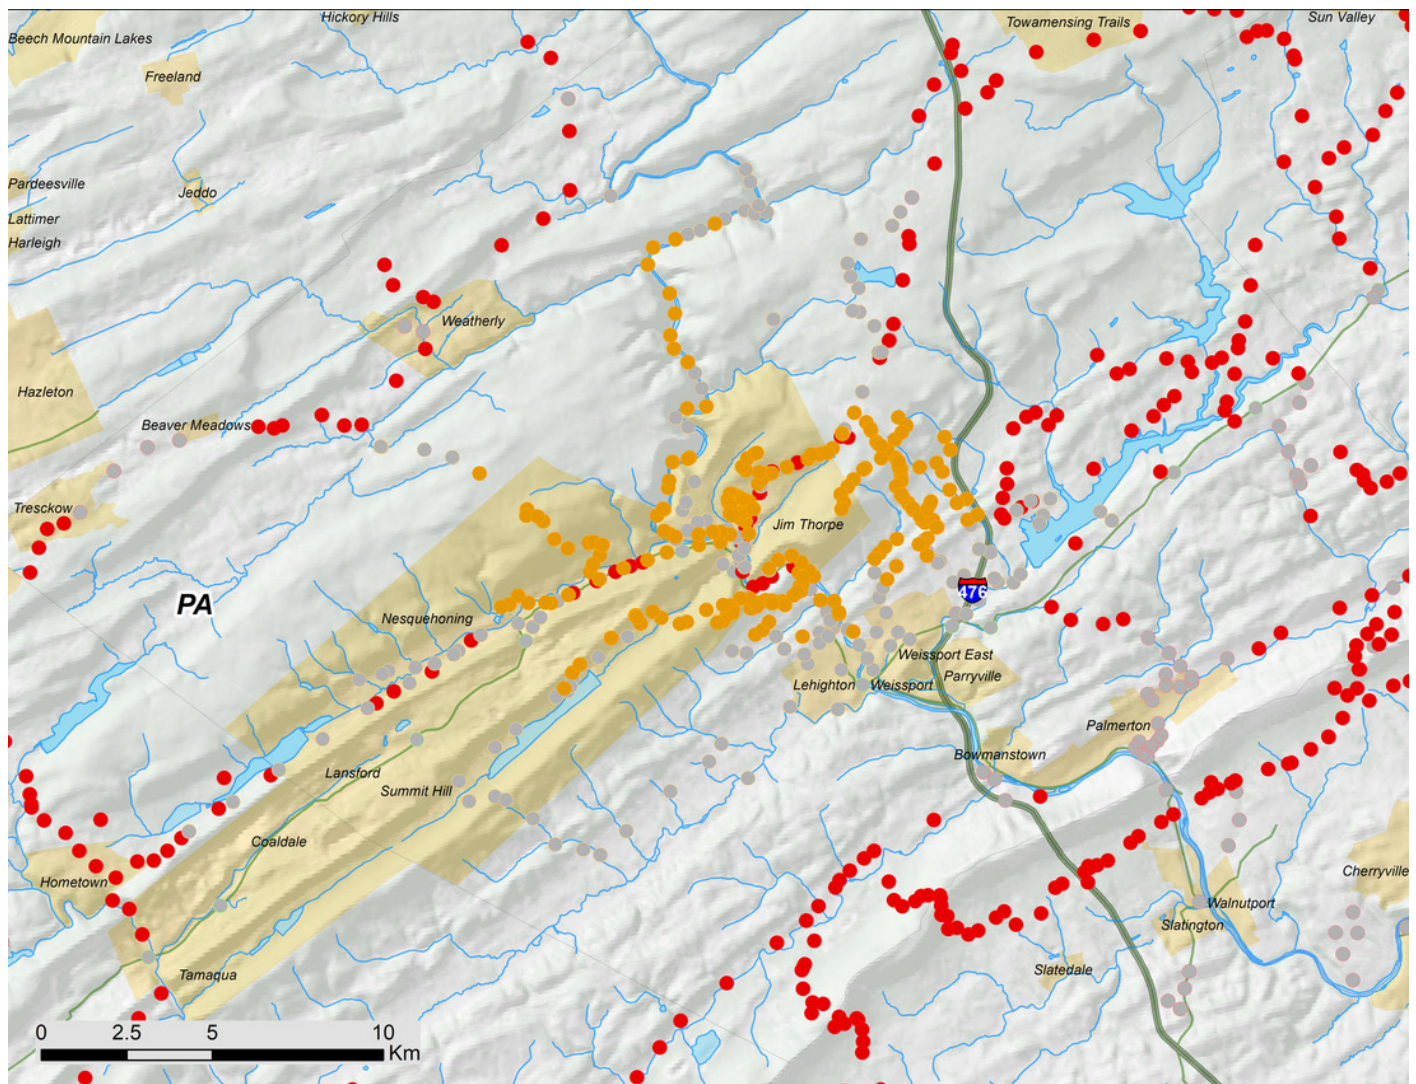 Hickory Hills
Towamensing Trails
Sun Valley
Beech Mountain Lakes
Freeland
Pardeesville
Jeddo
Lattimer
Harleigh
Weatherly
Hazleton
Beaver Meadows
Tresckow
Jim Thorpe
476
PA
Nesquehoning
Weissport East
Lehighton
Weissport
Parryville
Palmerton
Bowmanstown
Lansford
Summit Hill
Coaldale
Cherryville
Hometown
Walnutport
Slatington
Slatedale
Tamaqua
0 2.5 5 10
Km